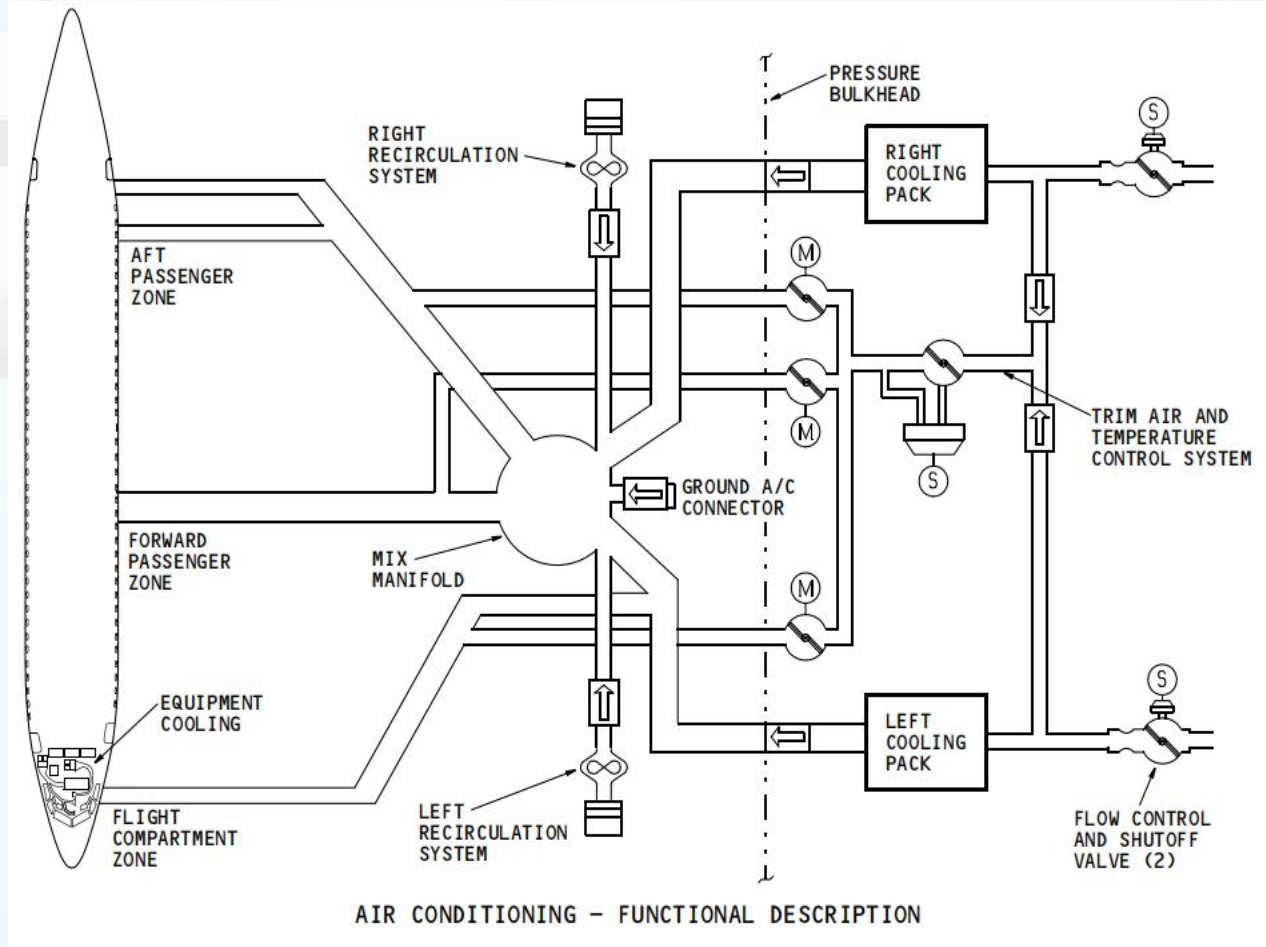 PRESSURE
BULKHEAD
S
RIGHT
RECIRCULATION
SYSTEM
RIGHT
COOLING
PACK
AFT
PASSENGER
ZONE
M
M
TRIM AIR AND
TEMPERATURE
CONTROL SYSTEM
S
GROUND A/C
CONNECTOR
FORWARD
PASSENGER
ZONE
MIX
MANIFOLD
M
EQUIPMENT
COOLING
S
LEFT
COOLING
PACK
FLIGHT
COMPARTMENT
ZONE
LEFT
RECIRCULATION
SYSTEM
FLOW CONTROL
AND SHUTOFF
VALVE (2)
AIR CONDITIONING – FUNCTIONAL DESCRIPTION